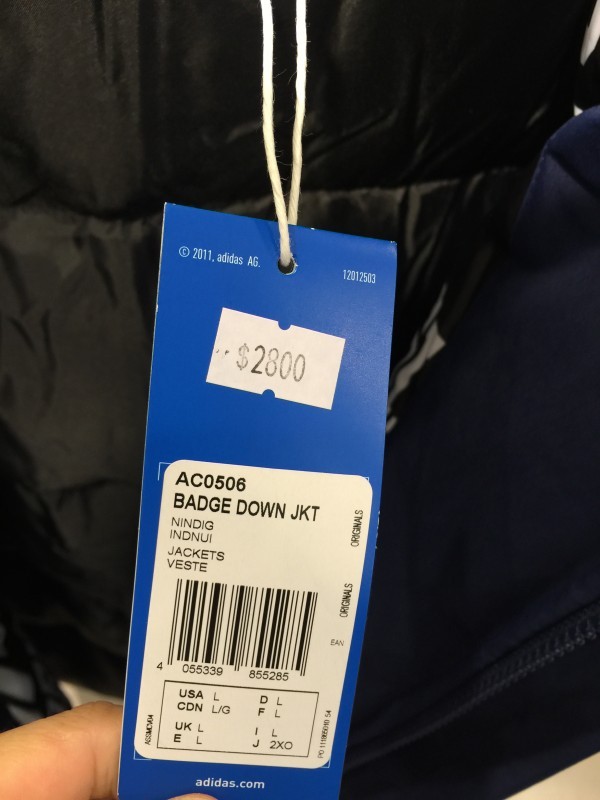 © 2011, adidas AG.
12012503
$2800
AC0506
BADGE DOWN JKT
NINDIG
INDNUI
JACKETS
VESTE
ORIGINALS
ORIGINALS
EAN
4 055339 855285
USA L D L
CDN L/G F L
UK L I L
E L J 2XO
adidas.com